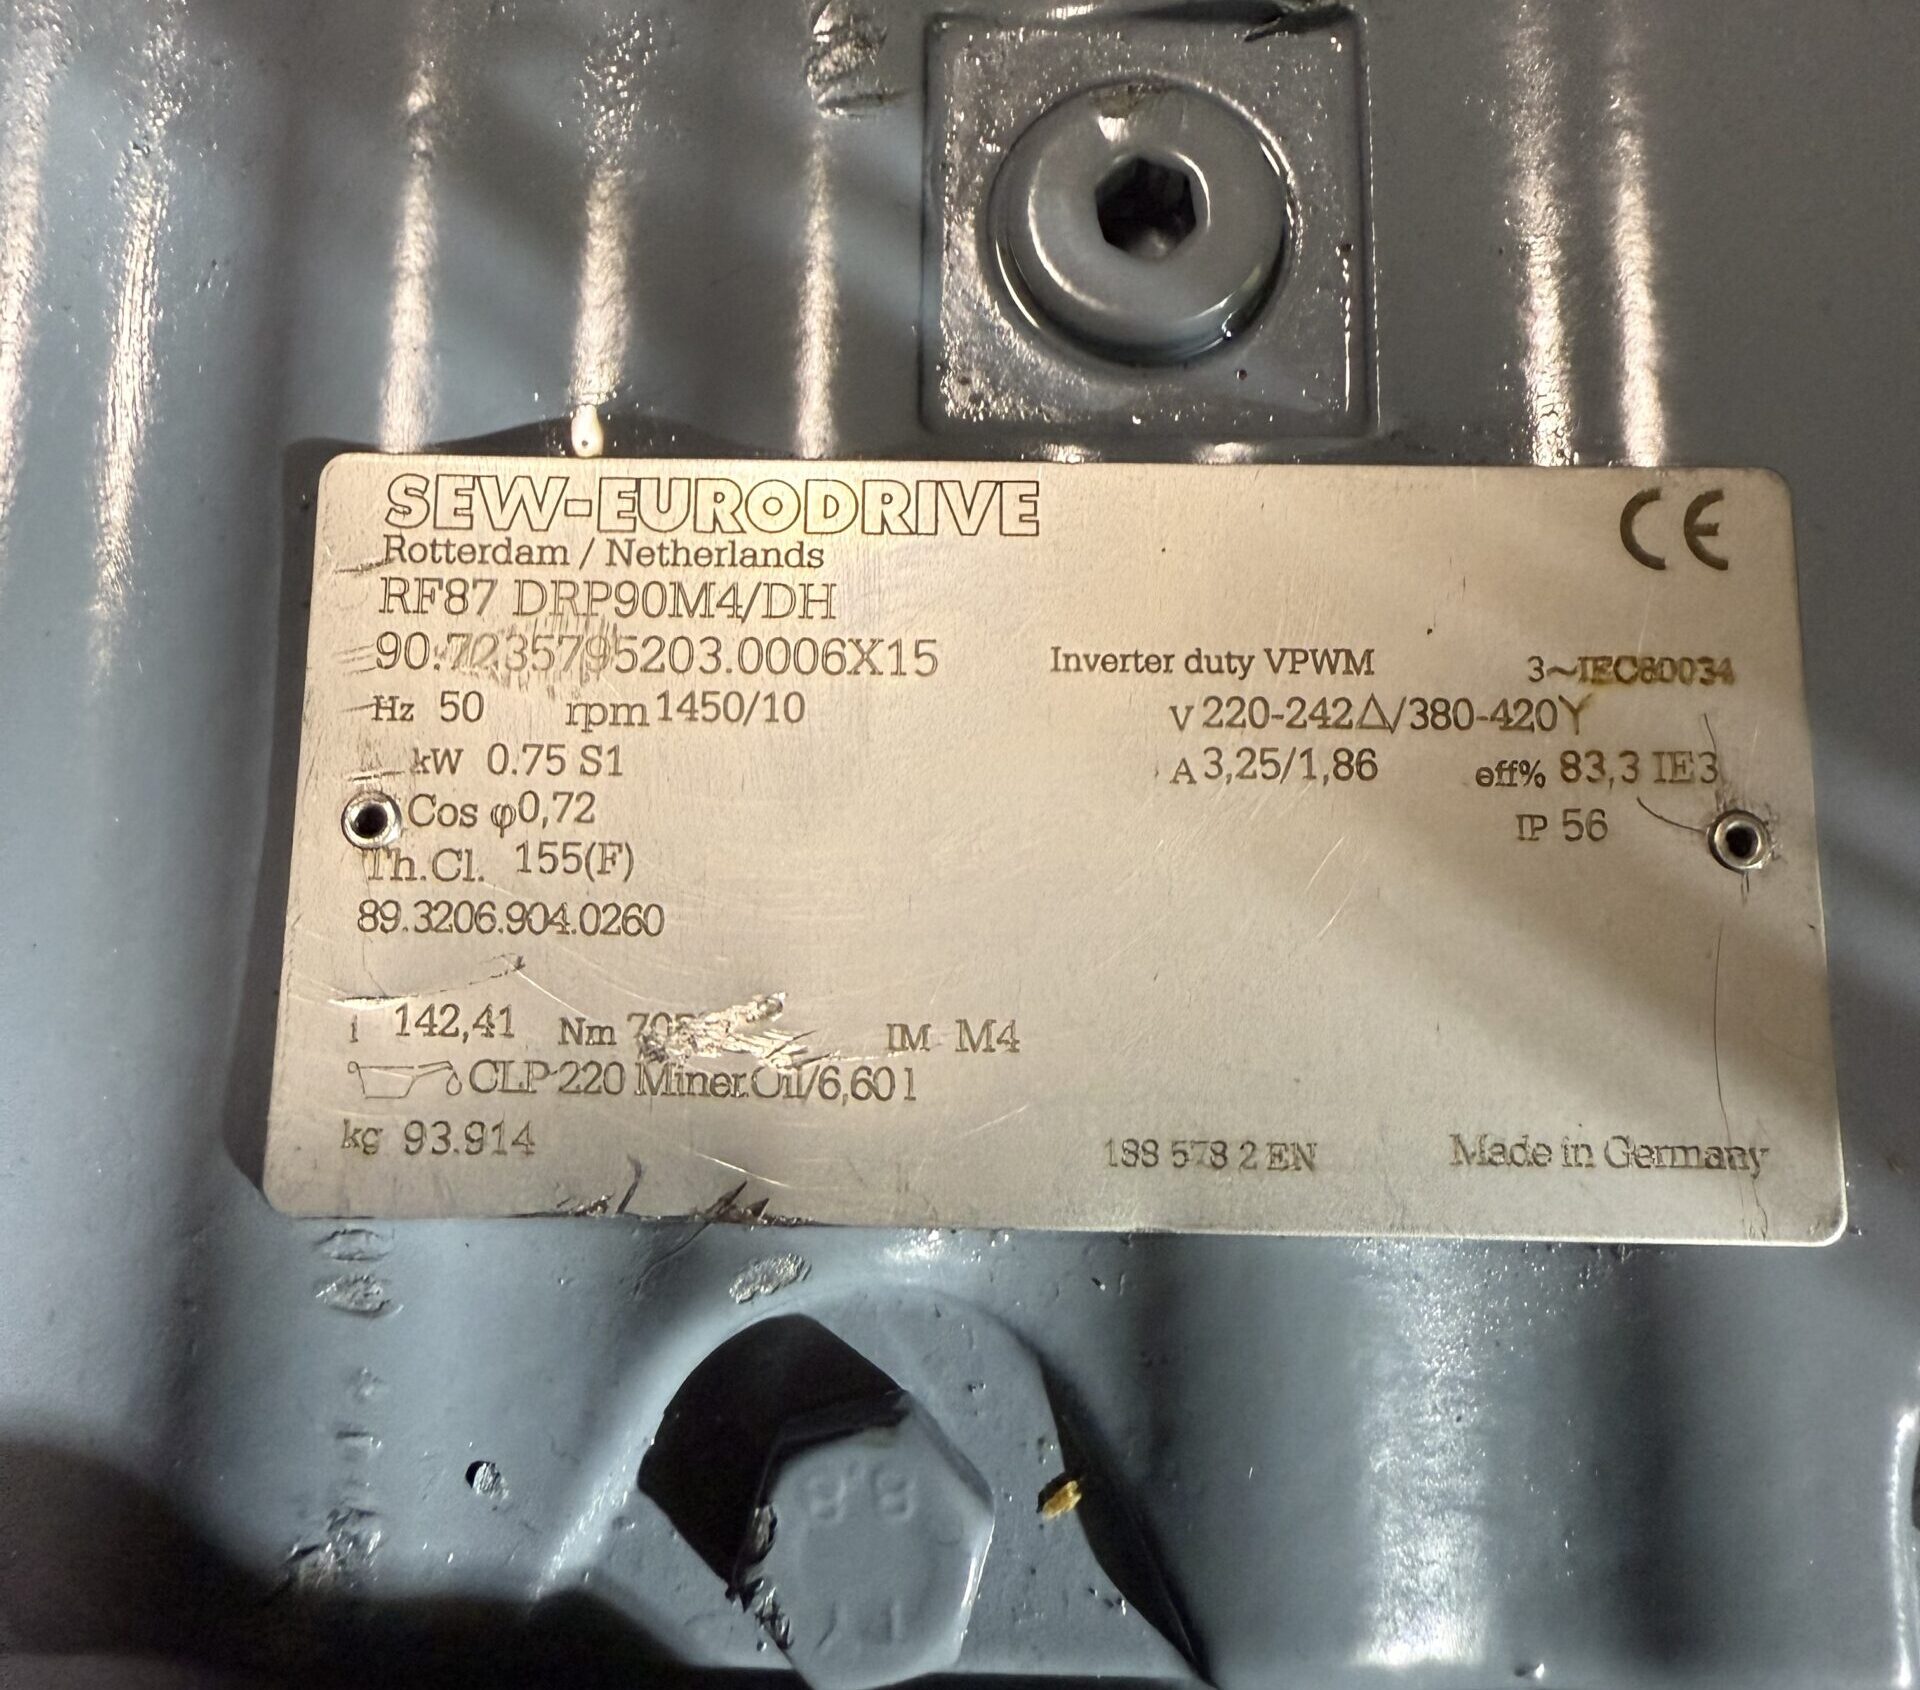 SEW-EURODRIVE
Rotterdam / Netherlands
RF87 DRP90M4/DH
90.7235795203.0006X15 Inverter duty VPWM 3~IEC60034
Hz 50 rpm 1450/10 V 220-242Δ/380-420Y
kW 0.75 S1 A 3,25/1,86 eff% 83,3 IE3
Cos φ 0,72 IP 56
Th.Cl. 155(F)
89.3206.904.0260
i 142,41 Nm IM M4
CLP 220 Miner.Oil/6,60 l
kg 93.914 188 578 2 EN Made in Germany
8.8